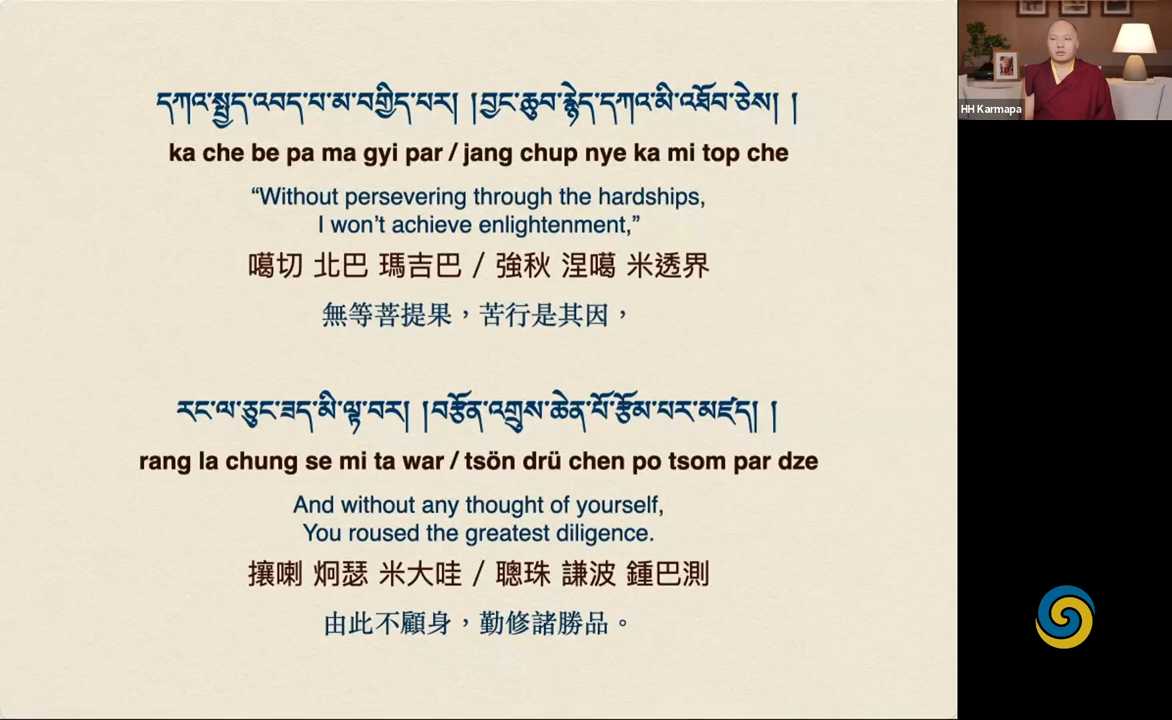 དཀའ་སྤྱད་འབད་པ་མ་བགྱིད་པར། །བྱང་ཆུབ་རྙེད་དཀའ་མི་འཐོབ་ཅེས། །
ka che be pa ma gyi par / jang chup nye ka mi top che
“Without persevering through the hardships,
I won’t achieve enlightenment,”
噶切 北巴 瑪吉巴 / 強秋 涅噶 米透界
無等菩提果，苦行是其因，
རང་ལ་ཅུང་ཟད་མི་ལྟ་བར། །བརྩོན་འགྲུས་ཆེན་པོ་རྩོམ་པར་མཛད། །
rang la chung se mi ta war / tsön drü chen po tsom par dze
And without any thought of yourself,
You roused the greatest diligence.
攘喇 炯瑟 米大哇 / 聰珠 謙波 鍾巴測
由此不顧身，勤修諸勝品。
HH Karmapa